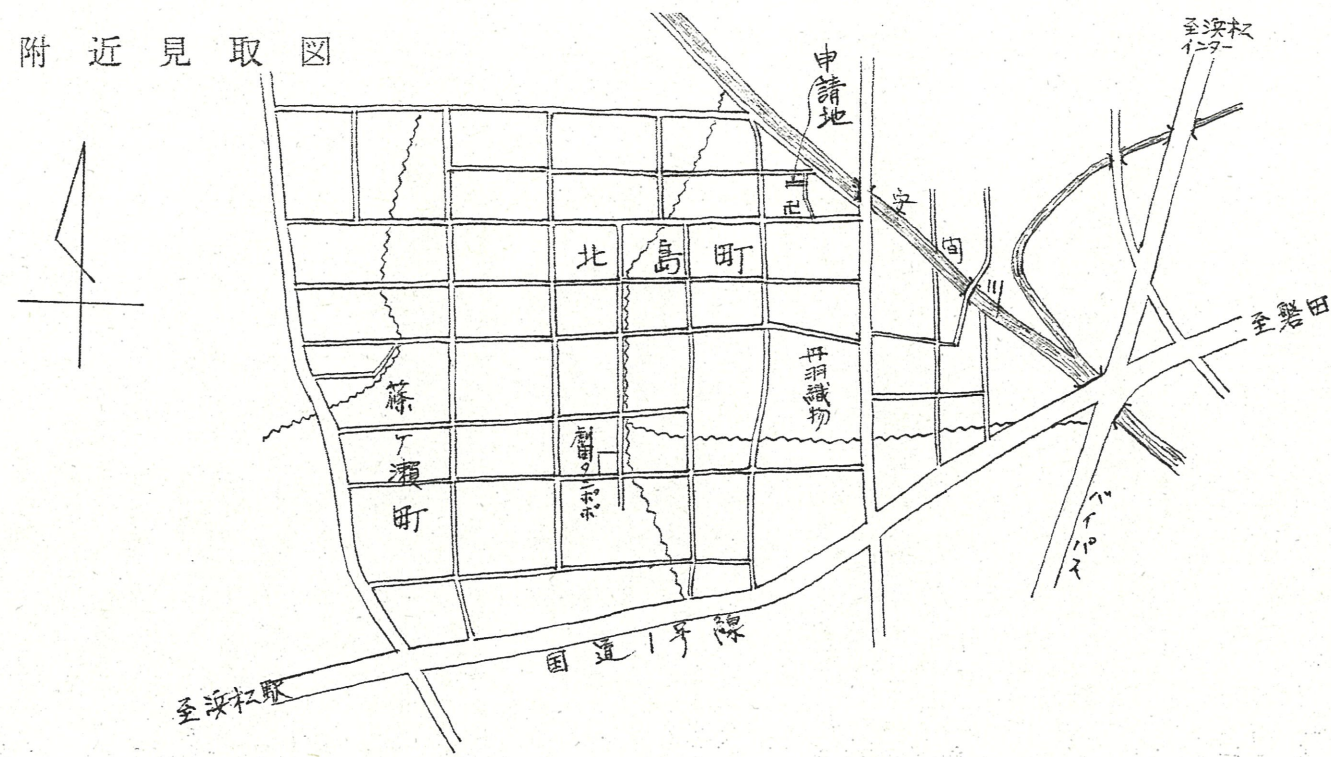 附近見取図
至浜松
インター
申請地
安間川
卍
北島町
至磐田
丹羽織物
篠ヶ瀬町
劇団タンポポ
バイパス
国道1号線
至浜松駅